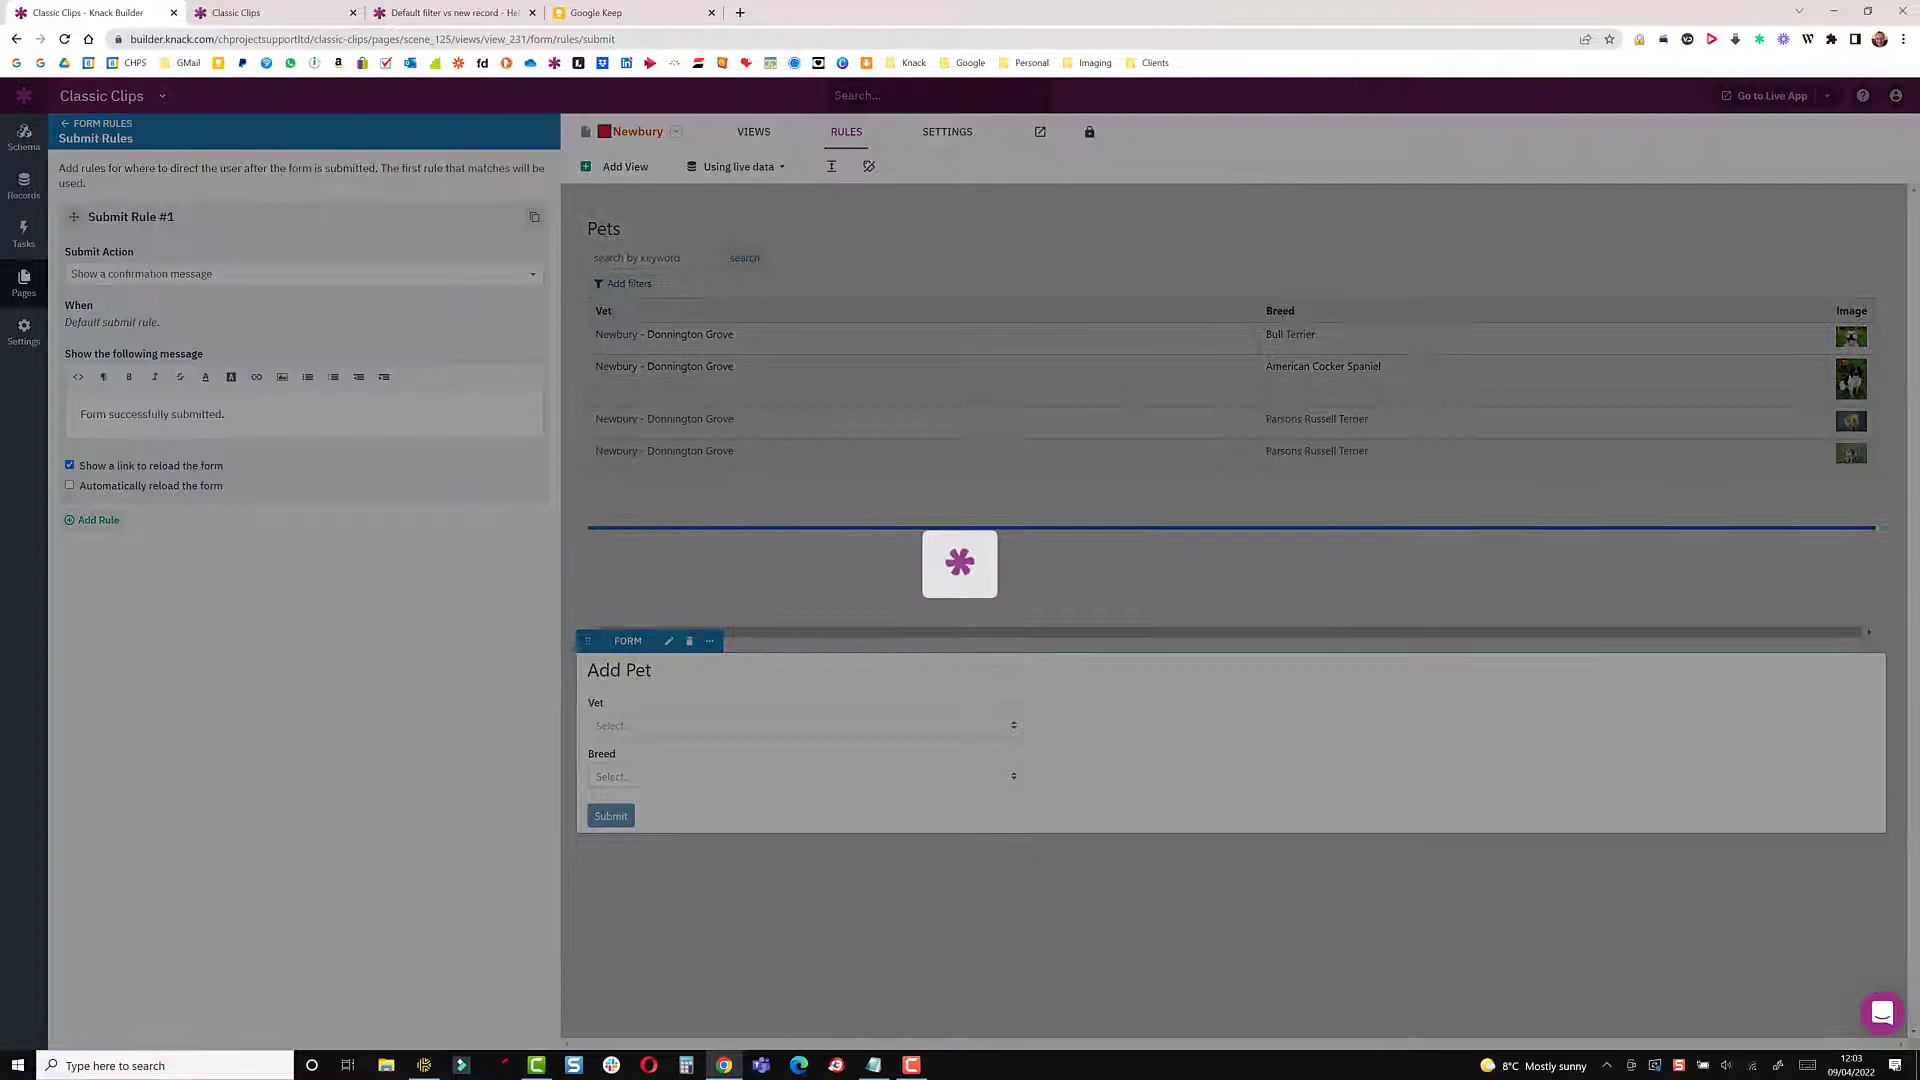 Classic Clips - Knack Builder
Classic Clips
Default filter vs new record - He
Google Keep
builder.knack.com/chprojectsupportltd/classic-clips/pages/scene_125/views/view_231/form/rules/submit
CHPS
GMail
fd
Knack
Google
Personal
Imaging
Clients
Classic Clips
Search...
Go to Live App
Schema
Records
Tasks
Pages
Settings
FORM RULES
Submit Rules
Add rules for where to direct the user after the form is submitted. The first rule that matches will be
used.
Submit Rule #1
Submit Action
Show a confirmation message
When
Default submit rule.
Show the following message
Form successfully submitted.
Show a link to reload the form
Automatically reload the form
Add Rule
Newbury
VIEWS
RULES
SETTINGS
Add View
Using live data
Pets
search by keyword
search
Add filters
Vet
Breed
Image
Newbury - Donnington Grove
Bull Terrier
Newbury - Donnington Grove
American Cocker Spaniel
Newbury - Donnington Grove
Parsons Russell Terrier
Newbury - Donnington Grove
Parsons Russell Terrier
FORM
Add Pet
Vet
Select.
Breed
Select.
Submit
Type here to search
8°C Mostly sunny
12:03
09/04/2022